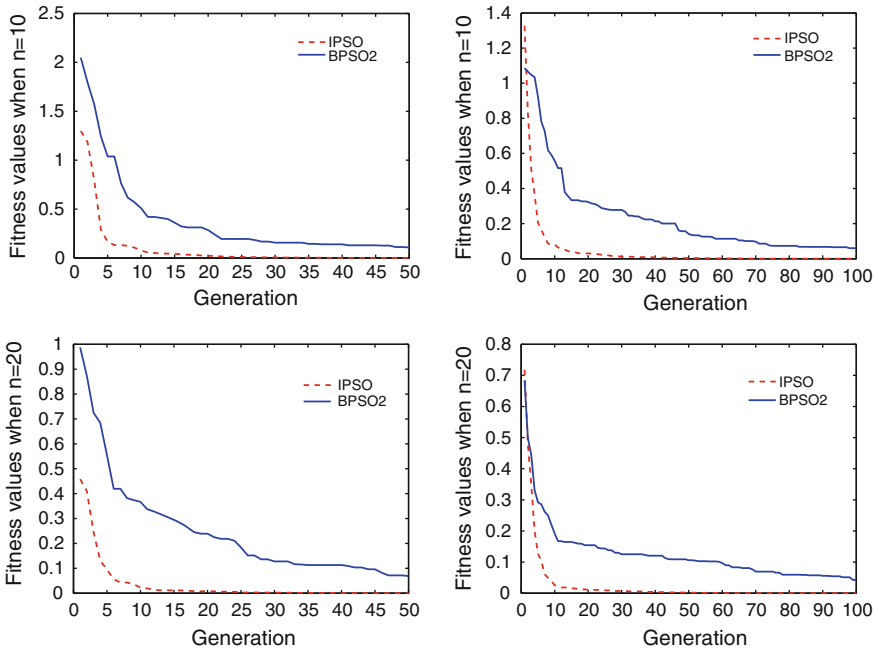 Fitness values when n=10
2.5
2
1.5
1
0.5
0
IPSO
BPSO2
0 5 10 15 20 25 30 35 40 45 50
Generation
Fitness values when n=10
1.4
1.2
1
0.8
0.6
0.4
0.2
0
IPSO
BPSO2
0 10 20 30 40 50 60 70 80 90 100
Generation
Fitness values when n=20
1
0.9
0.8
0.7
0.6
0.5
0.4
0.3
0.2
0.1
0
IPSO
BPSO2
0 5 10 15 20 25 30 35 40 45 50
Generation
Fitness values when n=20
0.8
0.7
0.6
0.5
0.4
0.3
0.2
0.1
0
IPSO
BPSO2
0 10 20 30 40 50 60 70 80 90 100
Generation